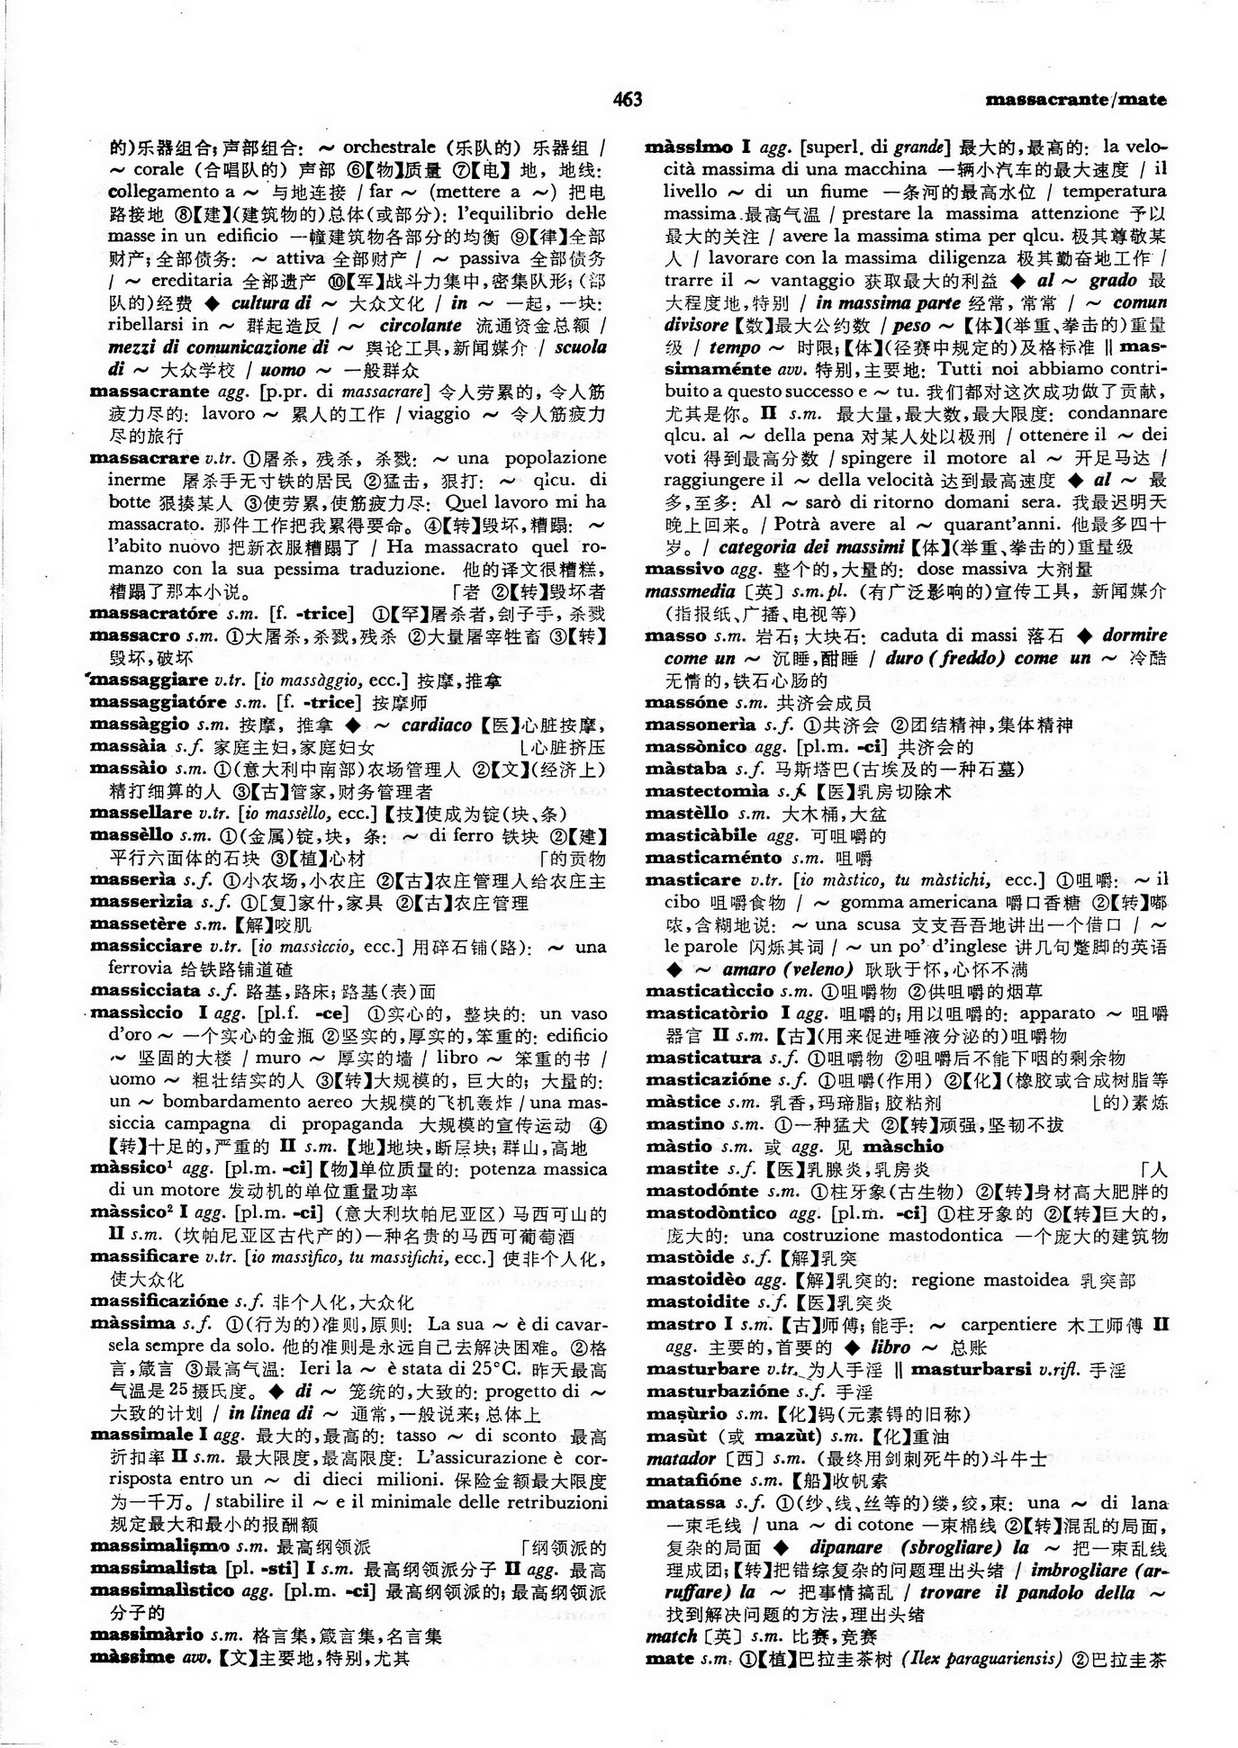 463
massacrante/mate
的)乐器组合;声部组合: ～ orchestrale (乐队的) 乐器组 /
～ corale (合唱队的) 声部 ⑥【物】质量 ⑦【电】 地, 地线:
collegamento a ～ 与地连接 / far ～ (mettere a ～) 把电
路接地 ⑧【建】(建筑物的)总体(或部分): l'equilibrio delle
masse in un edificio 一幢建筑物各部分的均衡 ⑨【律】全部
财产; 全部债务: ～ attiva 全部财产 / ～ passiva 全部债务
/ ～ ereditaria 全部遗产 ⑩【军】战斗力集中,密集队形; (部
队的)经费 ◆ cultura di ～ 大众文化 / in ～ 一起, 一块:
ribellarsi in ～ 群起造反 / ～ circolante 流通资金总额 /
mezzi di comunicazione di ～ 舆论工具,新闻媒介 / scuola
di ～ 大众学校 / uomo ～ 一般群众
massacrante agg. [p.pr. di massacrare] 令人劳累的, 令人筋
疲力尽的: lavoro ～ 累人的工作 / viaggio ～ 令人筋疲力
尽的旅行
massacrare v.tr. ①屠杀, 残杀, 杀戮: ～ una popolazione
inerme 屠杀手无寸铁的居民 ②猛击, 狠打: ～ qlcu. di
botte 狠揍某人 ③使劳累,使筋疲力尽: Quel lavoro mi ha
massacrato. 那件工作把我累得要命。④【转】毁坏,糟蹋: ～
l'abito nuovo 把新衣服糟蹋了 / Ha massacrato quel ro-
manzo con la sua pessima traduzione. 他的译文很糟糕,
糟蹋了那本小说。 「者 ②【转】毁坏者
massacratóre s.m. [f. -trice] ①【罕】屠杀者,刽子手, 杀戮
massacro s.m. ①大屠杀,杀戮,残杀 ②大量屠宰牲畜 ③【转】
毁坏,破坏
massaggiare v.tr. [io massàggio, ecc.] 按摩,推拿
massaggiatóre s.m. [f. -trice] 按摩师
massàggio s.m. 按摩, 推拿 ◆ ～ cardiaco【医】心脏按摩,
massàia s.f. 家庭主妇,家庭妇女 ⌊心脏挤压
massàio s.m. ①(意大利中南部)农场管理人 ②【文】(经济上)
精打细算的人 ③【古】管家,财务管理者
massellare v.tr. [io massèllo, ecc.]【技】使成为锭(块、条)
massèllo s.m. ①(金属)锭,块, 条: ～ di ferro 铁块 ②【建】
平行六面体的石块 ③【植】心材 「的贡物
masserìa s.f. ①小农场,小农庄 ②【古】农庄管理人给农庄主
masserìzia s.f. ①[复]家什,家具 ②【古】农庄管理
massetère s.m.【解】咬肌
massicciare v.tr. [io massìccio, ecc.] 用碎石铺(路): ～ una
ferrovia 给铁路铺道碴
massicciata s.f. 路基,路床; 路基(表)面
massìccio I agg. [pl.f. -ce] ①实心的, 整块的: un vaso
d'oro ～ 一个实心的金瓶 ②坚实的,厚实的,笨重的: edificio
～ 坚固的大楼 / muro ～ 厚实的墙 / libro ～ 笨重的书 /
uomo ～ 粗壮结实的人 ③【转】大规模的, 巨大的; 大量的:
un ～ bombardamento aereo 大规模的飞机轰炸 / una mas-
siccia campagna di propaganda 大规模的宣传运动 ④
【转】十足的,严重的 II s.m. 【地】地块,断层块; 群山,高地
màssico¹ agg. [pl.m. -ci]【物】单位质量的: potenza massica
di un motore 发动机的单位重量功率
màssico² I agg. [pl.m. -ci] (意大利坎帕尼亚区) 马西可山的
II s.m. (坎帕尼亚区古代产的)一种名贵的马西可葡萄酒
massificare v.tr. [io massìfico, tu massìfichi, ecc.] 使非个人化,
使大众化
massificazióne s.f. 非个人化,大众化
màssima s.f. ①(行为的)准则,原则: La sua ～ è di cavar-
sela sempre da solo. 他的准则是永远自己去解决困难。②格
言,箴言 ③最高气温: Ieri la ～ è stata di 25°C. 昨天最高
气温是25摄氏度。◆ di ～ 笼统的,大致的: progetto di ～
大致的计划 / in linea di ～ 通常,一般说来; 总体上
massimale I agg. 最大的,最高的: tasso ～ di sconto 最高
折扣率 II s.m. 最大限度,最高限度: L'assicurazione è cor-
risposta entro un ～ di dieci milioni. 保险金额最大限度
为一千万。/ stabilire il ～ e il minimale delle retribuzioni
规定最大和最小的报酬额
massimalismo s.m. 最高纲领派 「纲领派的
massimalista [pl. -sti] I s.m. 最高纲领派分子 II agg. 最高
massimalìstico agg. [pl.m. -ci] 最高纲领派的; 最高纲领派
分子的
massimàrio s.m. 格言集,箴言集,名言集
màssime avv.【文】主要地,特别,尤其
màssimo I agg. [superl. di grande] 最大的,最高的: la velo-
cità massima di una macchina 一辆小汽车的最大速度 / il
livello ～ di un fiume 一条河的最高水位 / temperatura
massima 最高气温 / prestare la massima attenzione 予以
最大的关注 / avere la massima stima per qlcu. 极其尊敬某
人 / lavorare con la massima diligenza 极其勤奋地工作 /
trarre il ～ vantaggio 获取最大的利益 ◆ al ～ grado 最
大程度地,特别 / in massima parte 经常, 常常 / ～ comun
divisore【数】最大公约数 / peso ～【体】(举重、拳击的)重量
级 / tempo ～ 时限;【体】(径赛中规定的)及格标准 ‖ mas-
simaménte avv. 特别,主要地: Tutti noi abbiamo contri-
buito a questo successo e ～ tu. 我们都对这次成功做了贡献,
尤其是你。II s.m. 最大量,最大数,最大限度: condannare
qlcu. al ～ della pena 对某人处以极刑 / ottenere il ～ dei
voti 得到最高分数 / spingere il motore al ～ 开足马达 /
raggiungere il ～ della velocità 达到最高速度 ◆ al ～ 最
多,至多: Al ～ sarò di ritorno domani sera. 我最迟明天
晚上回来。/ Potrà avere al ～ quarant'anni. 他最多四十
岁。/ categoria dei massimi【体】(举重、拳击的)重量级
massivo agg. 整个的,大量的: dose massiva 大剂量
massmedia〔英〕s.m.pl. (有广泛影响的)宣传工具, 新闻媒介
(指报纸、广播、电视等)
masso s.m. 岩石; 大块石: caduta di massi 落石 ◆ dormire
come un ～ 沉睡,酣睡 / duro (freddo) come un ～ 冷酷
无情的,铁石心肠的
massóne s.m. 共济会成员
massonerìa s.f. ①共济会 ②团结精神,集体精神
massònico agg. [pl.m. -ci] 共济会的
màstaba s.f. 马斯塔巴(古埃及的一种石墓)
mastectomìa s.f.【医】乳房切除术
mastèllo s.m. 大木桶,大盆
masticàbile agg. 可咀嚼的
masticaménto s.m. 咀嚼
masticare v.tr. [io màstico, tu màstichi, ecc.] ①咀嚼: ～ il
cibo 咀嚼食物 / ～ gomma americana 嚼口香糖 ②【转】嘟
哝,含糊地说: ～ una scusa 支支吾吾地讲出一个借口 / ～
le parole 闪烁其词 / ～ un po' d'inglese 讲几句蹩脚的英语
◆ ～ amaro (veleno) 耿耿于怀,心怀不满
masticatìccio s.m. ①咀嚼物 ②供咀嚼的烟草
masticatòrio I agg. 咀嚼的; 用以咀嚼的: apparato ～ 咀嚼
器官 II s.m.【古】(用来促进唾液分泌的)咀嚼物
masticatura s.f. ①咀嚼物 ②咀嚼后不能下咽的剩余物
masticazióne s.f. ①咀嚼(作用) ②【化】(橡胶或合成树脂等
màstice s.m. 乳香,玛𤧛脂; 胶粘剂 ⌊的)素炼
mastino s.m. ①一种猛犬 ②【转】顽强,坚韧不拔
màstio s.m. 或 agg. 见 màschio
mastite s.f.【医】乳腺炎,乳房炎 「人
mastodónte s.m. ①柱牙象(古生物) ②【转】身材高大肥胖的
mastodòntico agg. [pl.m. -ci] ①柱牙象的 ②【转】巨大的,
庞大的: una costruzione mastodontica 一个庞大的建筑物
mastòide s.f.【解】乳突
mastoidèo agg.【解】乳突的: regione mastoidea 乳突部
mastoidite s.f.【医】乳突炎
mastro I s.m.【古】师傅; 能手: ～ carpentiere 木工师傅 II
agg. 主要的,首要的 ◆ libro ～ 总账
masturbare v.tr. 为人手淫 ‖ masturbarsi v.rifl. 手淫
masturbazióne s.f. 手淫
maṣùrio s.m.【化】钨(元素锝的旧称)
masùt (或 mazùt) s.m.【化】重油
matador〔西〕s.m. (最终用剑刺死牛的)斗牛士
matafióne s.m.【船】收帆索
matassa s.f. ①(纱、线、丝等的)缕,绞,束: una ～ di lana
一束毛线 / una ～ di cotone 一束棉线 ②【转】混乱的局面,
复杂的局面 ◆ dipanare (sbrogliare) la ～ 把一束乱线
理成团;【转】把错综复杂的问题理出头绪 / imbrogliare (ar-
ruffare) la ～ 把事情搞乱 / trovare il pandolo della ～
找到解决问题的方法,理出头绪
match〔英〕s.m. 比赛,竞赛
mate s.m. ①【植】巴拉圭茶树 (Ilex paraguariensis) ②巴拉圭茶